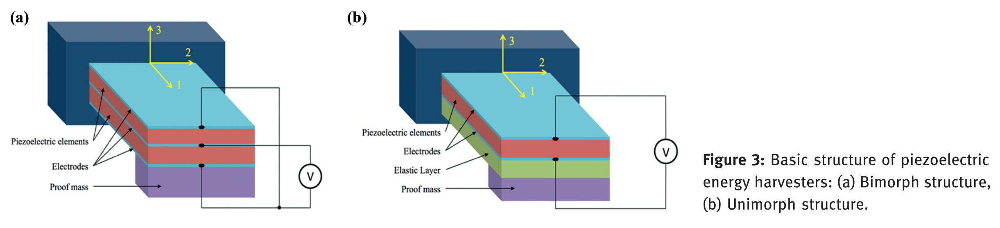 (a)
3
2
1
Piezoelectric elements
Electrodes
Proof mass
V
(b)
3
2
1
Piezoelectric elements
Electrodes
Elastic Layer
Proof mass
V
Figure 3: Basic structure of piezoelectric
energy harvesters: (a) Bimorph structure,
(b) Unimorph structure.